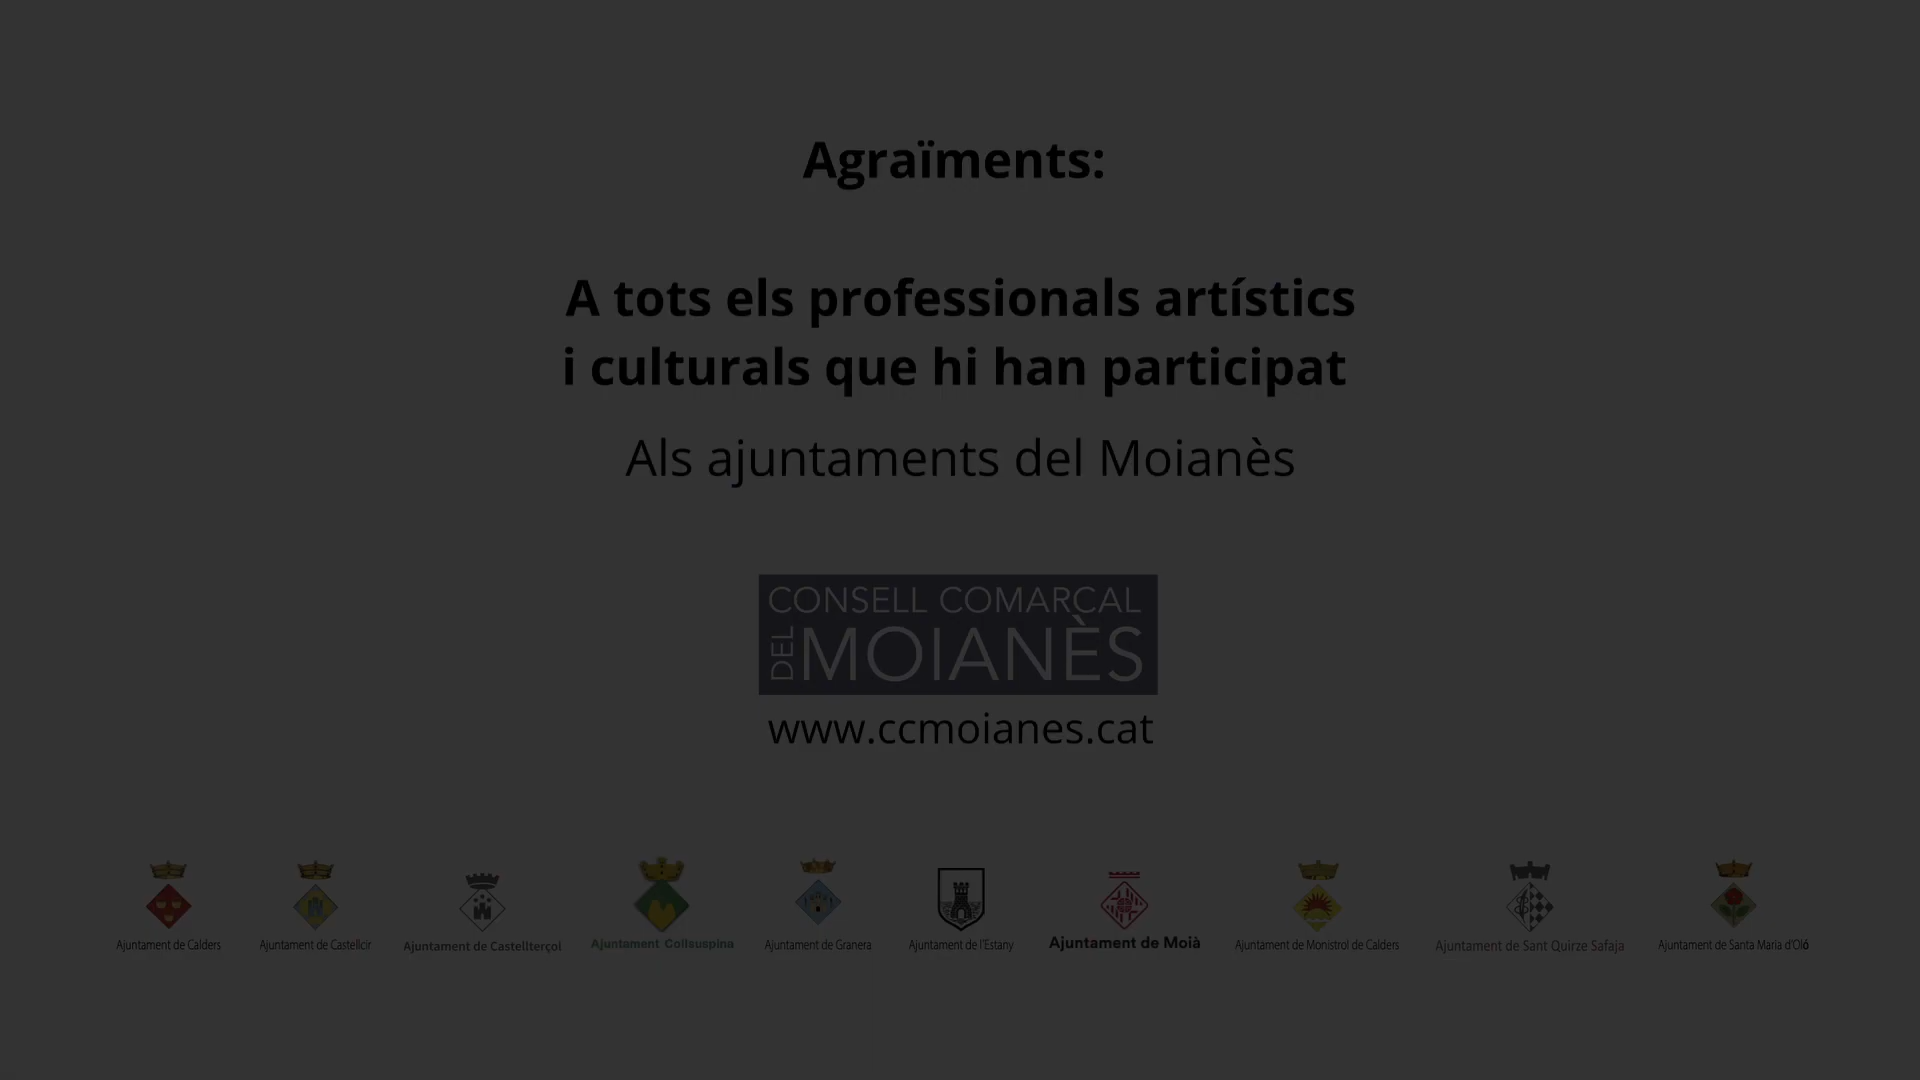 Agraïments:
A tots els professionals artístics
i culturals que hi han participat
Als ajuntaments del Moianès
CONSELL COMARCAL
DEL MOIANÈS
www.ccmoianes.cat
Ajuntament de Calders
Ajuntament de Castellcir
Ajuntament de Castellterçol
Ajuntament Collsuspina
Ajuntament de Granera
Ajuntament de l'Estany
Ajuntament de Moià
Ajuntament de Monistrol de Calders
Ajuntament de Sant Quirze Safaja
Ajuntament de Santa Maria d'Oló